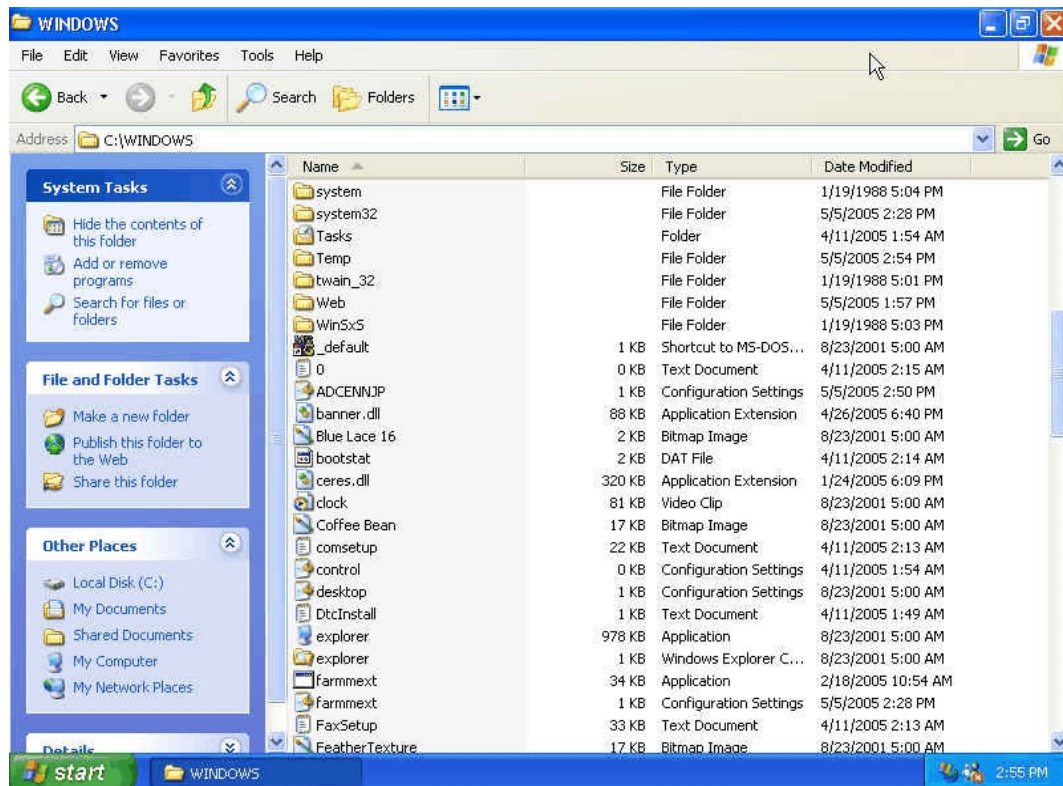 WINDOWS
File Edit View Favorites Tools Help
Back Search Folders
Address C:\WINDOWS Go
System Tasks
Hide the contents of
this folder
Add or remove
programs
Search for files or
folders
File and Folder Tasks
Make a new folder
Publish this folder to
the Web
Share this folder
Other Places
Local Disk (C:)
My Documents
Shared Documents
My Computer
My Network Places
Details
Name Size Type Date Modified
system File Folder 1/19/1988 5:04 PM
system32 File Folder 5/5/2005 2:28 PM
Tasks Folder 4/11/2005 1:54 AM
Temp File Folder 5/5/2005 2:54 PM
twain_32 File Folder 1/19/1988 5:01 PM
Web File Folder 5/5/2005 1:57 PM
WinSxS File Folder 1/19/1988 5:03 PM
_default 1 KB Shortcut to MS-DOS... 8/23/2001 5:00 AM
0 0 KB Text Document 4/11/2005 2:15 AM
ADCENNJP 1 KB Configuration Settings 5/5/2005 2:50 PM
banner.dll 88 KB Application Extension 4/26/2005 6:40 PM
Blue Lace 16 2 KB Bitmap Image 8/23/2001 5:00 AM
bootstat 2 KB DAT File 4/11/2005 2:14 AM
ceres.dll 320 KB Application Extension 1/24/2005 6:09 PM
clock 81 KB Video Clip 8/23/2001 5:00 AM
Coffee Bean 17 KB Bitmap Image 8/23/2001 5:00 AM
comsetup 22 KB Text Document 4/11/2005 2:13 AM
control 0 KB Configuration Settings 4/11/2005 1:54 AM
desktop 1 KB Configuration Settings 8/23/2001 5:00 AM
DtcInstall 1 KB Text Document 4/11/2005 1:49 AM
explorer 978 KB Application 8/23/2001 5:00 AM
explorer 1 KB Windows Explorer C... 8/23/2001 5:00 AM
farmmext 34 KB Application 2/18/2005 10:54 AM
farmmext 1 KB Configuration Settings 5/5/2005 2:28 PM
FaxSetup 33 KB Text Document 4/11/2005 2:13 AM
FeatherTexture 17 KB Bitmap Image 8/23/2001 5:00 AM
start WINDOWS 2:55 PM